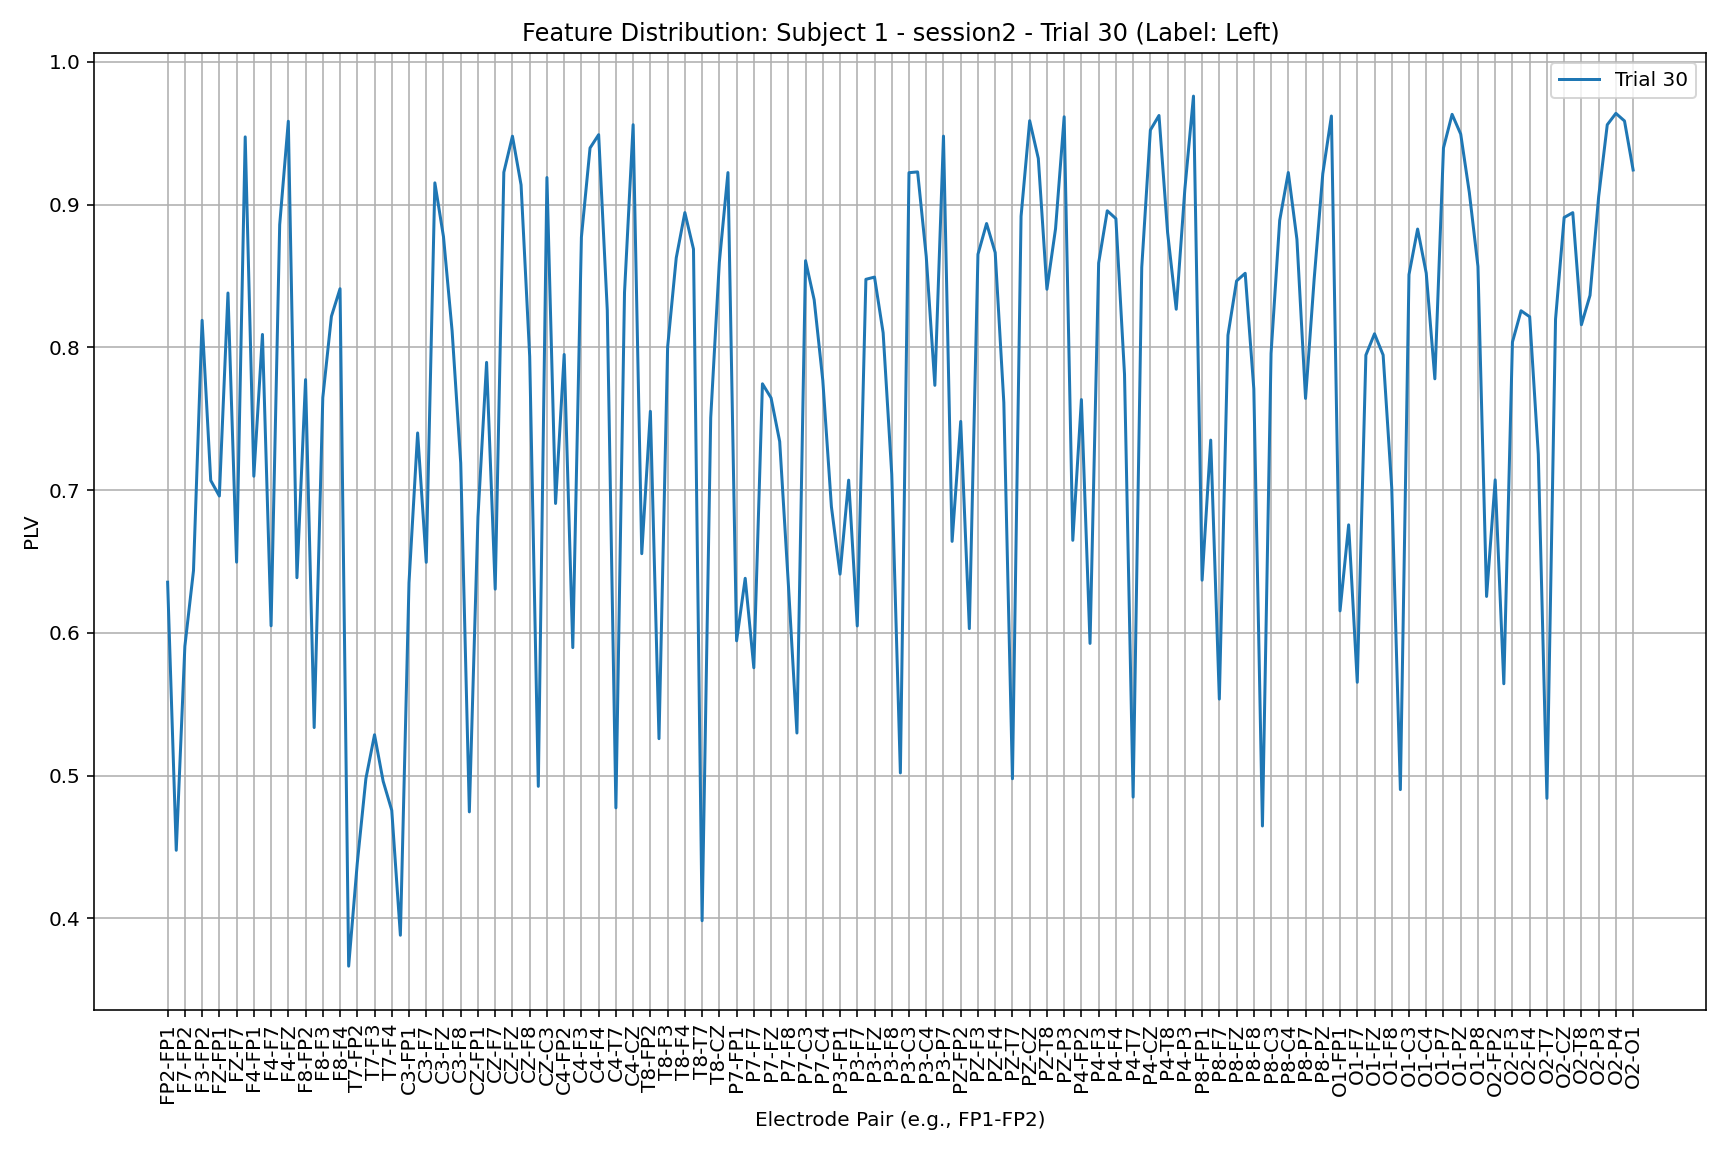 Feature Distribution: Subject 1 - session2 - Trial 30 (Label: Left)
Trial 30
1.0
0.9
0.8
0.7
0.6
0.5
0.4
PLV
FP2-FP1
F7-FP2
F3-FP2
FZ-FP1
FZ-F7
F4-FP1
F4-F7
F4-FZ
F8-FP2
F8-F3
F8-F4
T7-FP2
T7-F3
T7-F4
C3-FP1
C3-F7
C3-FZ
C3-F8
CZ-FP1
CZ-F7
CZ-FZ
CZ-F8
CZ-C3
C4-FP2
C4-F3
C4-F4
C4-T7
C4-CZ
T8-FP2
T8-F3
T8-F4
T8-T7
T8-CZ
P7-FP1
P7-F7
P7-FZ
P7-F8
P7-C3
P7-C4
P3-FP1
P3-F7
P3-FZ
P3-F8
P3-C3
P3-C4
P3-P7
PZ-FP2
PZ-F3
PZ-F4
PZ-T7
PZ-CZ
PZ-T8
PZ-P3
P4-FP2
P4-F3
P4-F4
P4-T7
P4-CZ
P4-T8
P4-P3
P8-FP1
P8-F7
P8-FZ
P8-F8
P8-C3
P8-C4
P8-P7
P8-PZ
O1-FP1
O1-F7
O1-FZ
O1-F8
O1-C3
O1-C4
O1-P7
O1-PZ
O1-P8
O2-FP2
O2-F3
O2-F4
O2-T7
O2-CZ
O2-T8
O2-P3
O2-P4
O2-O1
Electrode Pair (e.g., FP1-FP2)